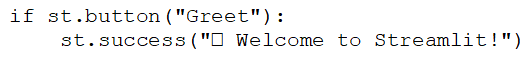 if st.button("Greet"):
    st.success("□ Welcome to Streamlit!")